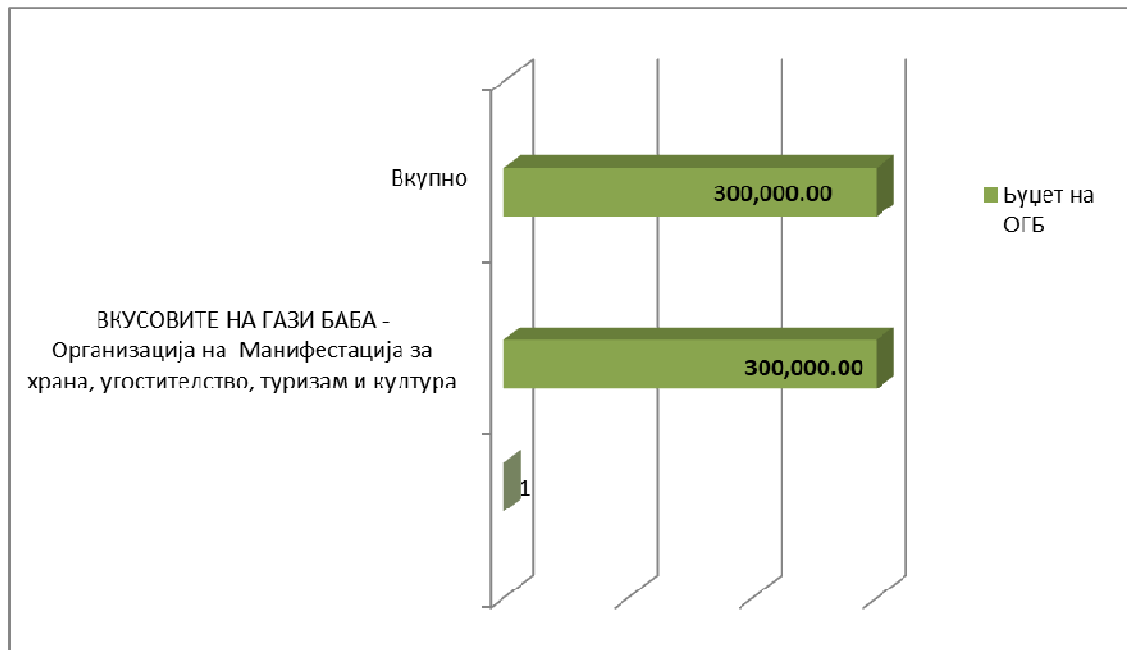 Вкупно
300,000.00
Буџет на
ОГБ
ВКУСОВИТЕ НА ГАЗИ БАБА -
Организација на Манифестација за
храна, угостителство, туризам и култура
300,000.00
1